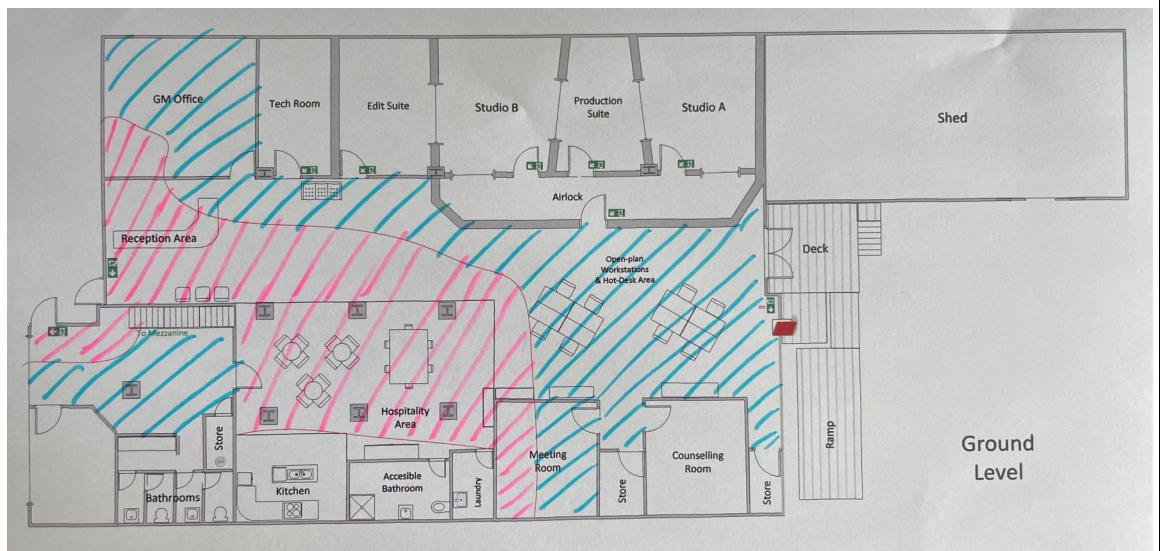 GM Office
Tech Room
Edit Suite
Studio B
Production
Suite
Studio A
Shed
Airlock
Reception Area
Open-plan
Workstations
& Hot-Desk Area
Deck
To Mezzanine
Hospitality
Area
Store
Meeting
Room
Counselling
Room
Ramp
Ground
Level
Kitchen
Accesible
Bathroom
Laundry
Store
Store
Bathrooms